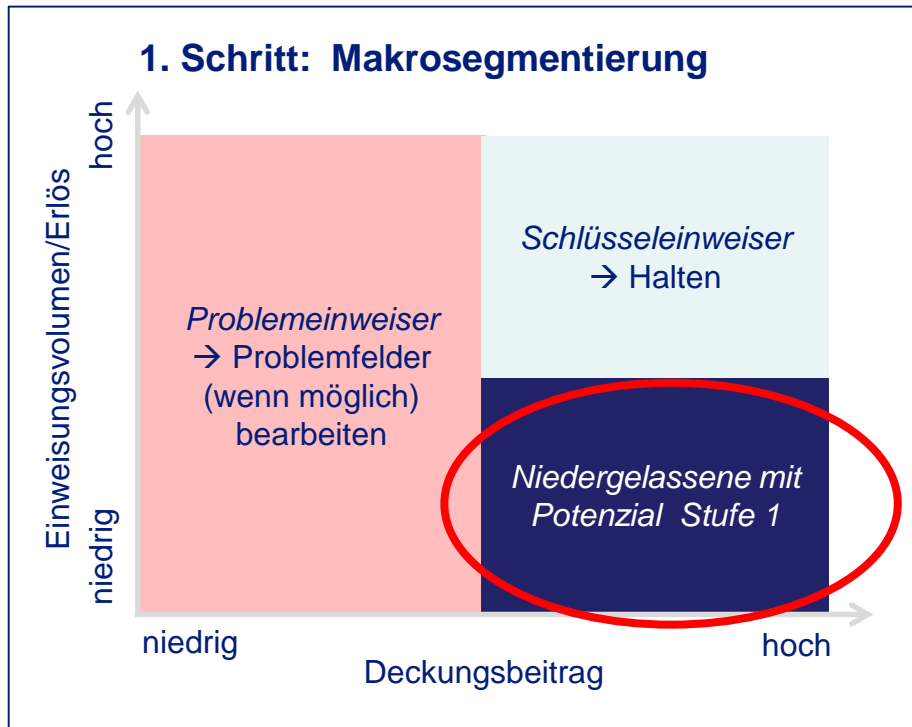 1. Schritt: Makrosegmentierung
Einweisungsvolumen/Erlös
hoch
niedrig
Problemeinweiser
→ Problemfelder
(wenn möglich)
bearbeiten
Schlüsseleinweiser
→ Halten
Niedergelassene mit
Potenzial Stufe 1
niedrig
hoch
Deckungsbeitrag